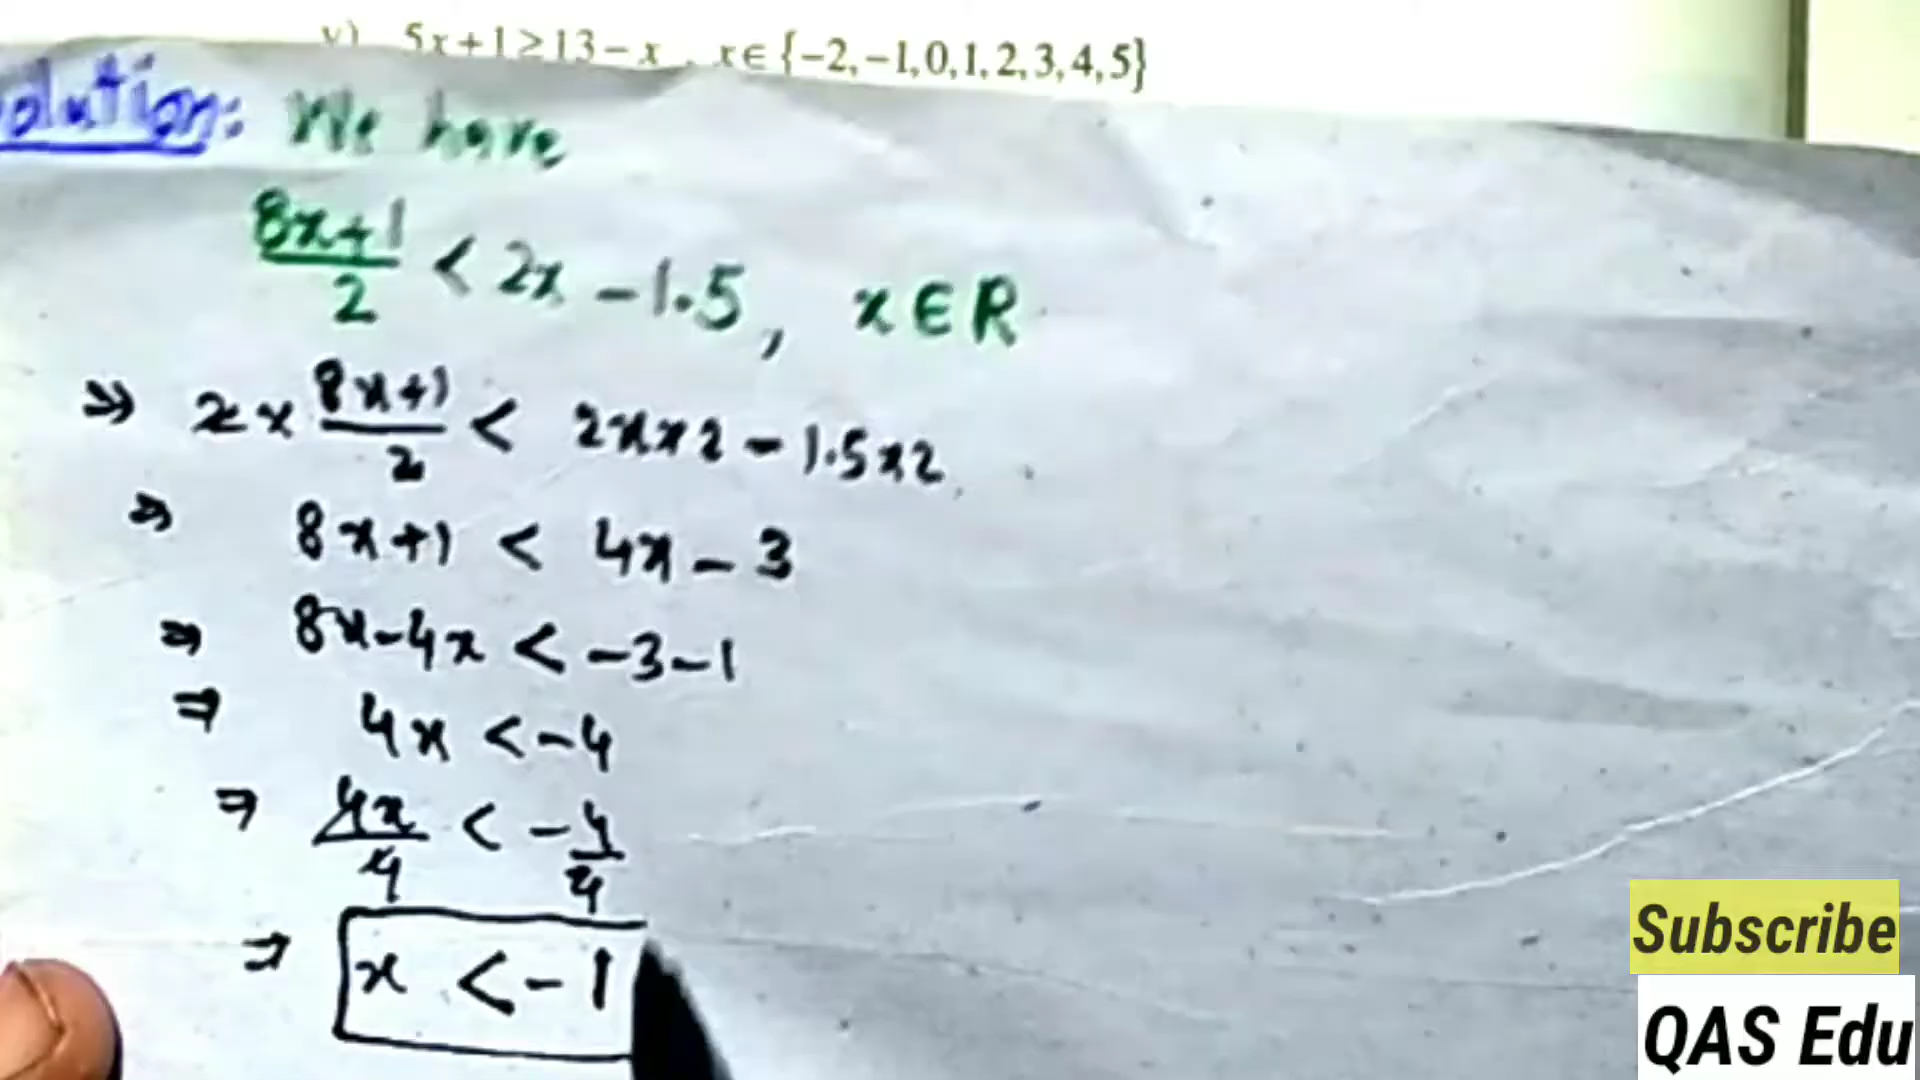 v) 5x+1≥13−x , x∈{−2,−1,0,1,2,3,4,5}
olution: We have
8x+1/2 < 2x −1.5, x∈R
⇒ 2× 8x+1/2 < 2x×2 − 1.5×2
⇒ 8x+1 < 4x − 3
⇒ 8x−4x < −3−1
⇒ 4x < −4
⇒ 4x/4 < −4/4
⇒ x < −1
Subscribe
QAS Edu